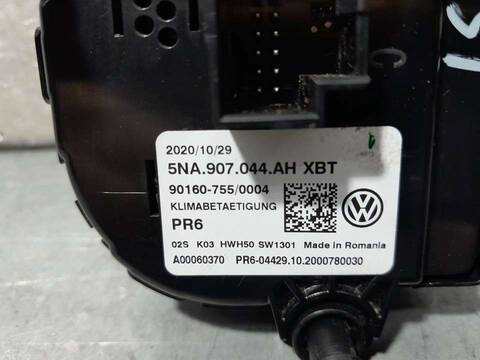 2020/10/29
5NA.907.044.AH XBT
90160-755/0004
KLIMABETAETIGUNG
PR6
02S K03 HWH50 SW1301 Made in Romania
A00060370 PR6-04429.10.2000780030